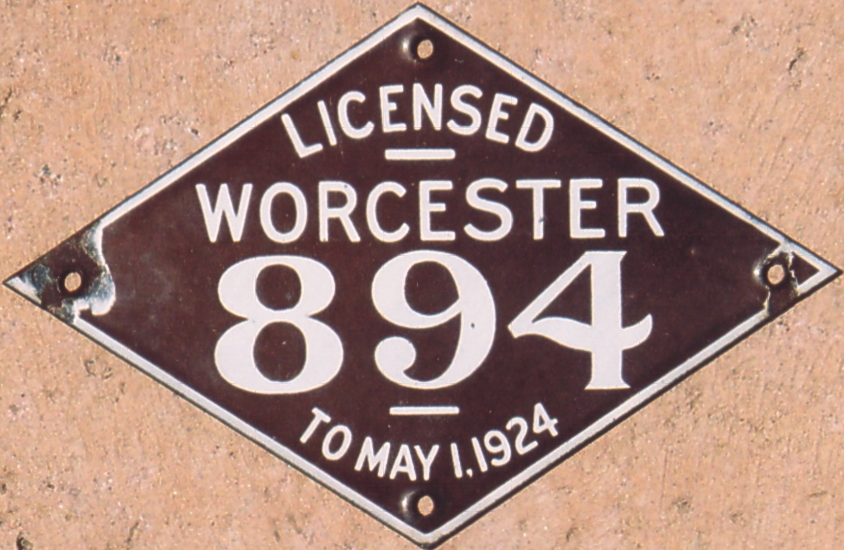 LICENSED
WORCESTER
894
TO MAY 1, 1924